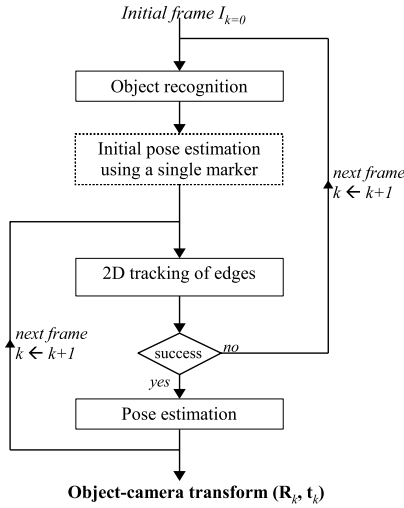 Initial frame I_{k=0}
Object recognition
Initial pose estimation
using a single marker
next frame
k ← k+1
2D tracking of edges
next frame
k ← k+1
success
no
yes
Pose estimation
Object-camera transform (R_k, t_k)